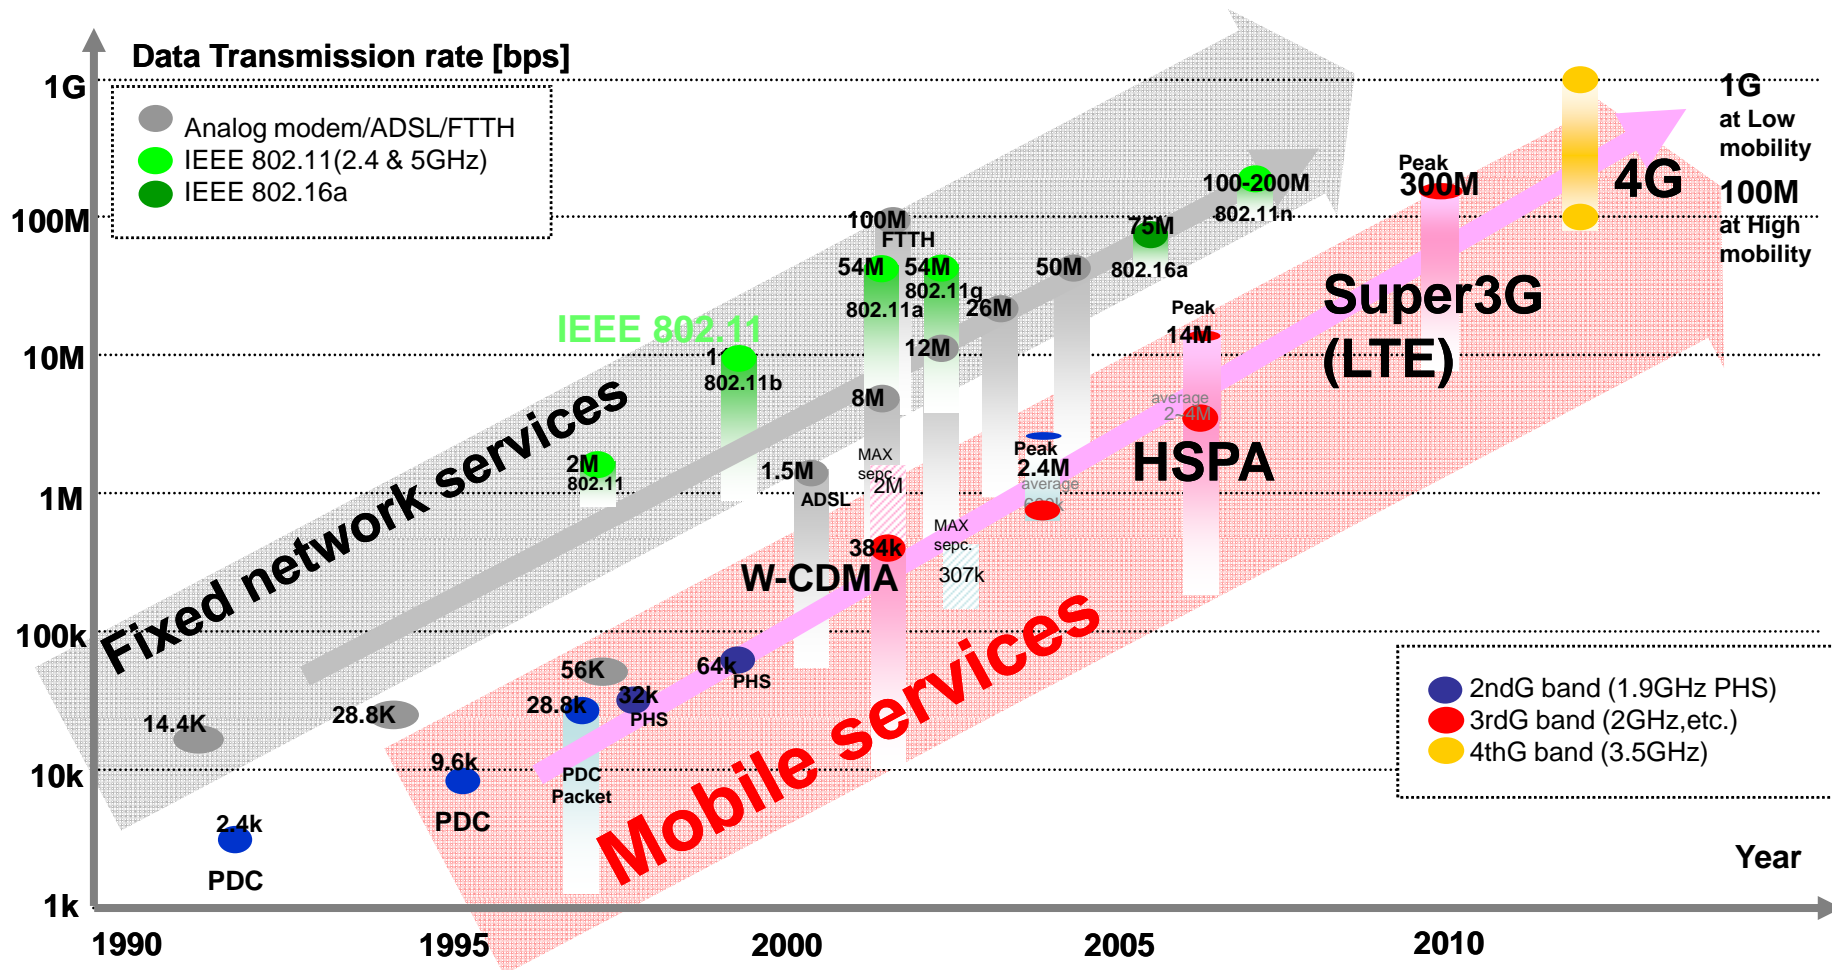 Data Transmission rate [bps]
1G
100M
10M
1M
100k
10k
1k
Analog modem/ADSL/FTTH
IEEE 802.11(2.4 & 5GHz)
IEEE 802.16a
Fixed network services
Mobile services
IEEE 802.11
14.4K
28.8K
56K
2.4k
PDC
9.6k
PDC
28.8k
PDC
Packet
32k
PHS
64k
PHS
2M
802.11
802.11b
1.5M
ADSL
100M
FTTH
54M
802.11a
54M
802.11g
8M
12M
26M
50M
75M
802.16a
100-200M
802.11n
MAX
sepc.
2M
384k
W-CDMA
MAX
sepc.
307k
Peak
2.4M
average
Peak
14M
average
2~4M
HSPA
Peak
300M
Super3G
(LTE)
4G
1G
at Low
mobility
100M
at High
mobility
2ndG band (1.9GHz PHS)
3rdG band (2GHz,etc.)
4thG band (3.5GHz)
Year
1990
1995
2000
2005
2010